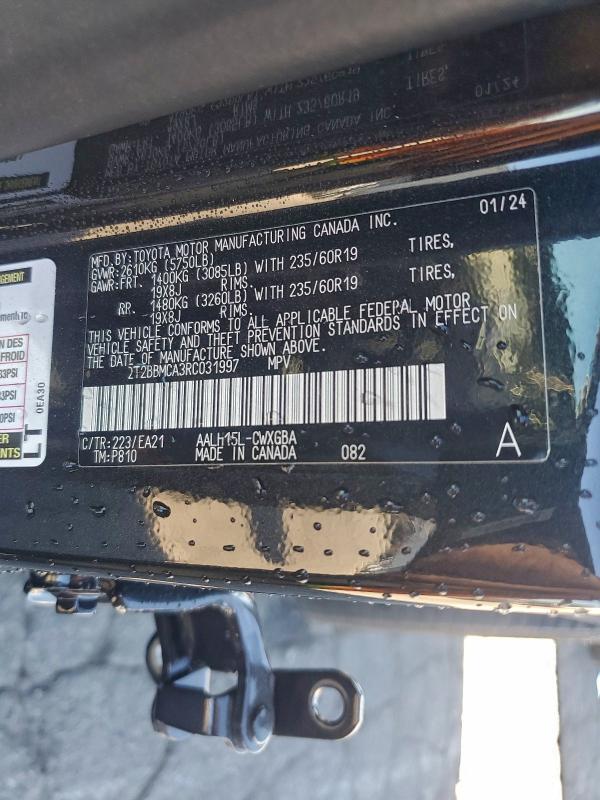 MFD.BY:TOYOTA MOTOR MANUFACTURING CANADA INC. 01/24
GVWR:2610KG (5750LB)
GAWR:FRT. 1400KG (3085LB) WITH 235/60R19 TIRES,
19X8J RIMS.
RR. 1480KG (3260LB) WITH 235/60R19 TIRES,
19X8J RIMS.
THIS VEHICLE CONFORMS TO ALL APPLICABLE FEDERAL MOTOR
VEHICLE SAFETY AND THEFT PREVENTION STANDARDS IN EFFECT ON
THE DATE OF MANUFACTURE SHOWN ABOVE.
2T2BBMCA3RC031997 MPV
C/TR:223/EA21 AALH15L-CWXGBA
TM:P810 MADE IN CANADA 082 A
0EA30